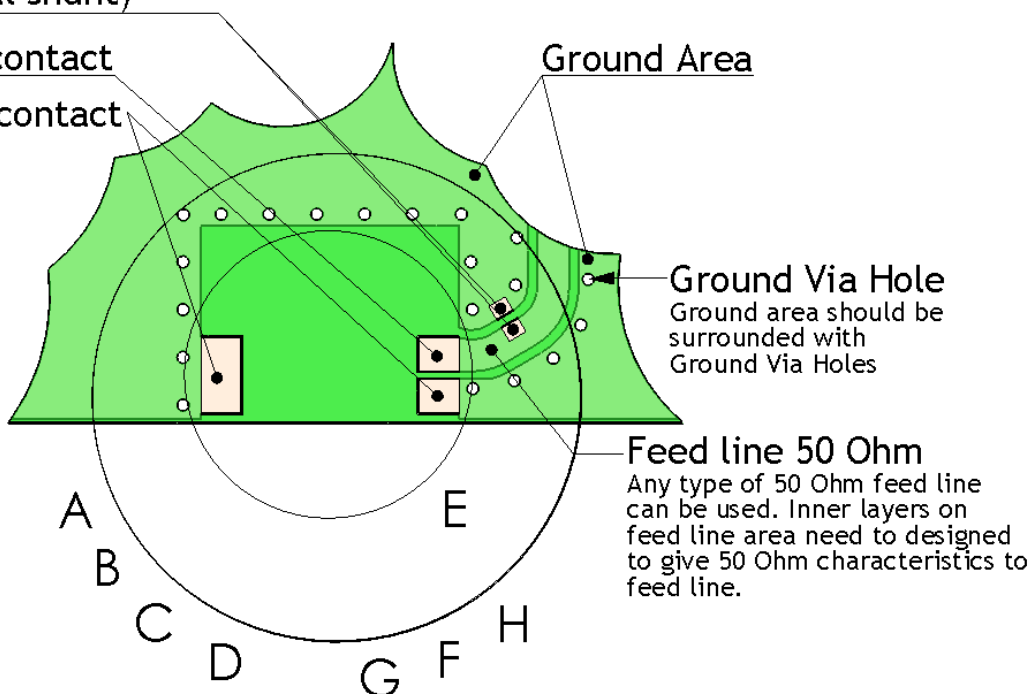 contact
contact
Ground Area
Ground Via Hole
Ground area should be
surrounded with
Ground Via Holes
Feed line 50 Ohm
Any type of 50 Ohm feed line
can be used. Inner layers on
feed line area need to designed
to give 50 Ohm characteristics to
feed line.
A
B
C
D
E
F
G
H